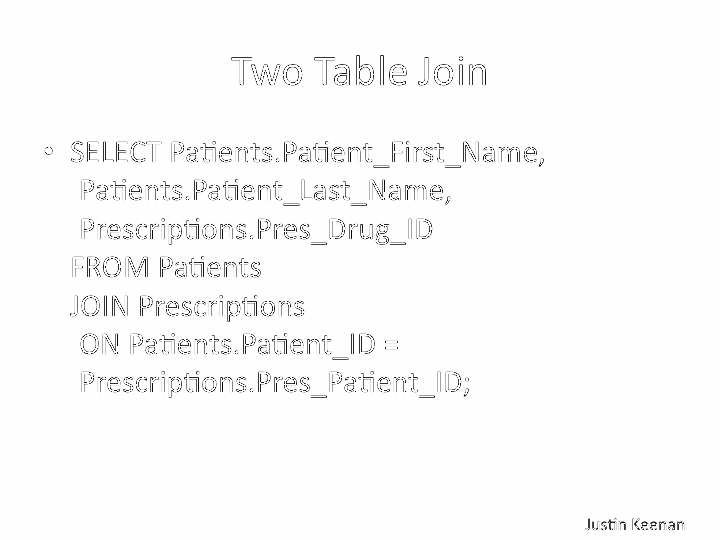 Two Table Join
• SELECT Patients.Patient_First_Name,
Patients.Patient_Last_Name,
Prescriptions.Pres_Drug_ID
FROM Patients
JOIN Prescriptions
ON Patients.Patient_ID =
Prescriptions.Pres_Patient_ID;
Justin Keenan